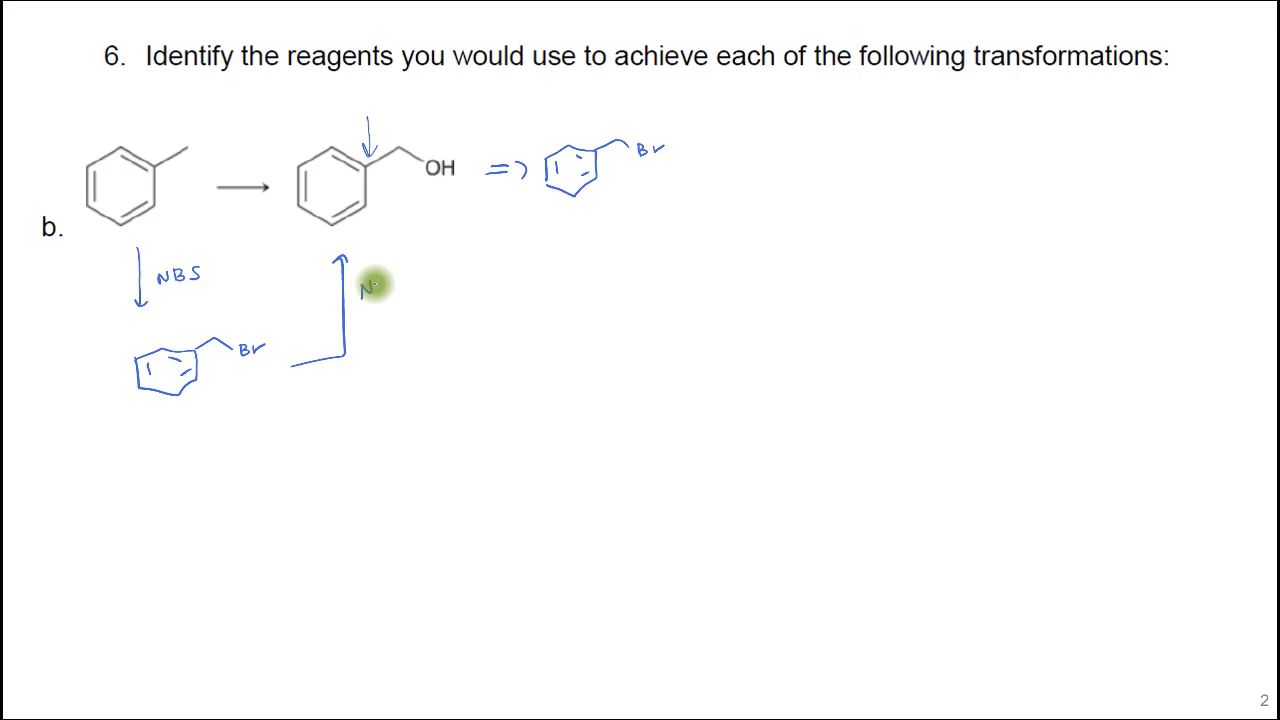 6. Identify the reagents you would use to achieve each of the following transformations:
OH
Br
b.
NBS
N
Br
2